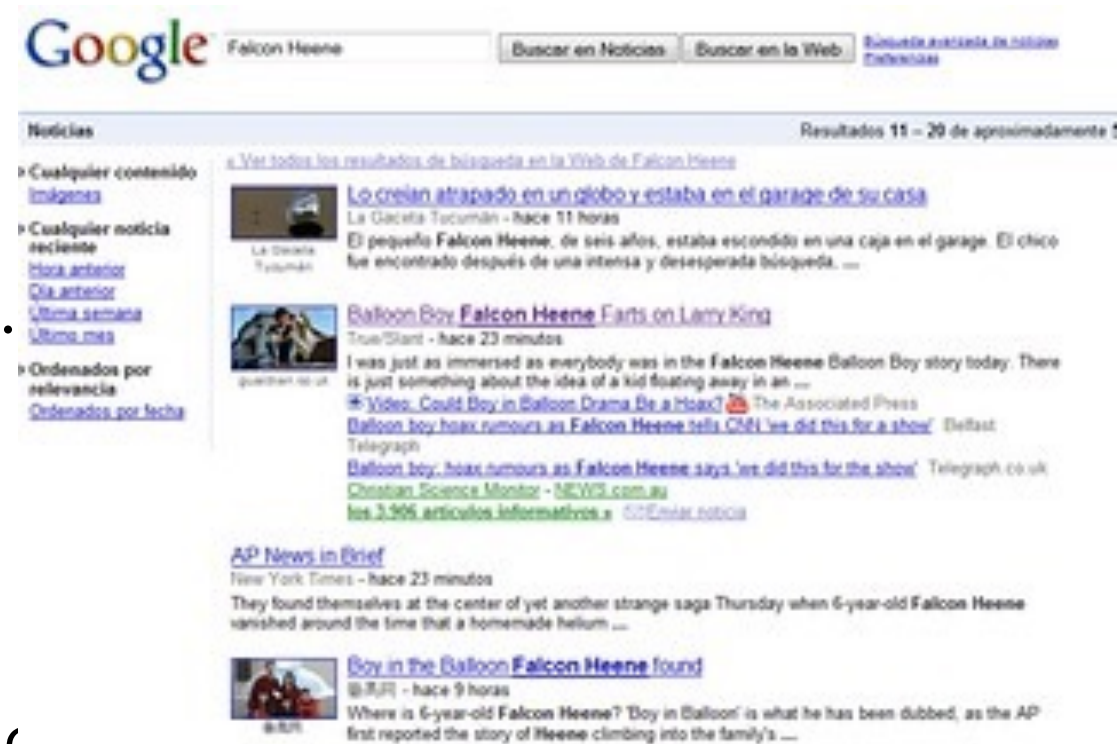 Google
Falcon Heene
Buscar en Noticias
Buscar en la Web
Búsqueda avanzada de noticias
Preferencias
Noticias
Resultados 11 – 20 de aproximadamente
Cualquier contenido
Imágenes
Cualquier noticia
reciente
Hora anterior
Día anterior
Última semana
Último mes
Ordenados por
relevancia
Ordenados por fecha
« Ver todos los resultados de búsqueda en la Web de Falcon Heene
Lo creían atrapado en un globo y estaba en el garage de su casa
La Gaceta Tucumán - hace 11 horas
El pequeño Falcon Heene, de seis años, estaba escondido en una caja en el garage. El chico
fue encontrado después de una intensa y desesperada búsqueda, ...
La Gaceta
Tucumán
Balloon Boy Falcon Heene Farts on Larry King
True/Slant - hace 23 minutos
I was just as immersed as everybody was in the Falcon Heene Balloon Boy story today. There
is just something about the idea of a kid floating away in an ...
guardian.co.uk
Video: Could Boy in Balloon Drama Be a Hoax? The Associated Press
Balloon boy hoax rumours as Falcon Heene tells CNN 'we did this for a show' Belfast
Telegraph
Balloon boy: hoax rumours as Falcon Heene says 'we did this for the show' Telegraph.co.uk
Christian Science Monitor - NEWS.com.au
los 3.906 artículos informativos » Enviar noticia
AP News in Brief
New York Times - hace 23 minutos
They found themselves at the center of yet another strange saga Thursday when 6-year-old Falcon Heene
vanished around the time that a homemade helium ...
Boy in the Balloon Falcon Heene found
- hace 9 horas
Where is 6-year-old Falcon Heene? 'Boy in Balloon' is what he has been dubbed, as the AP
first reported the story of Heene climbing into the family's ...